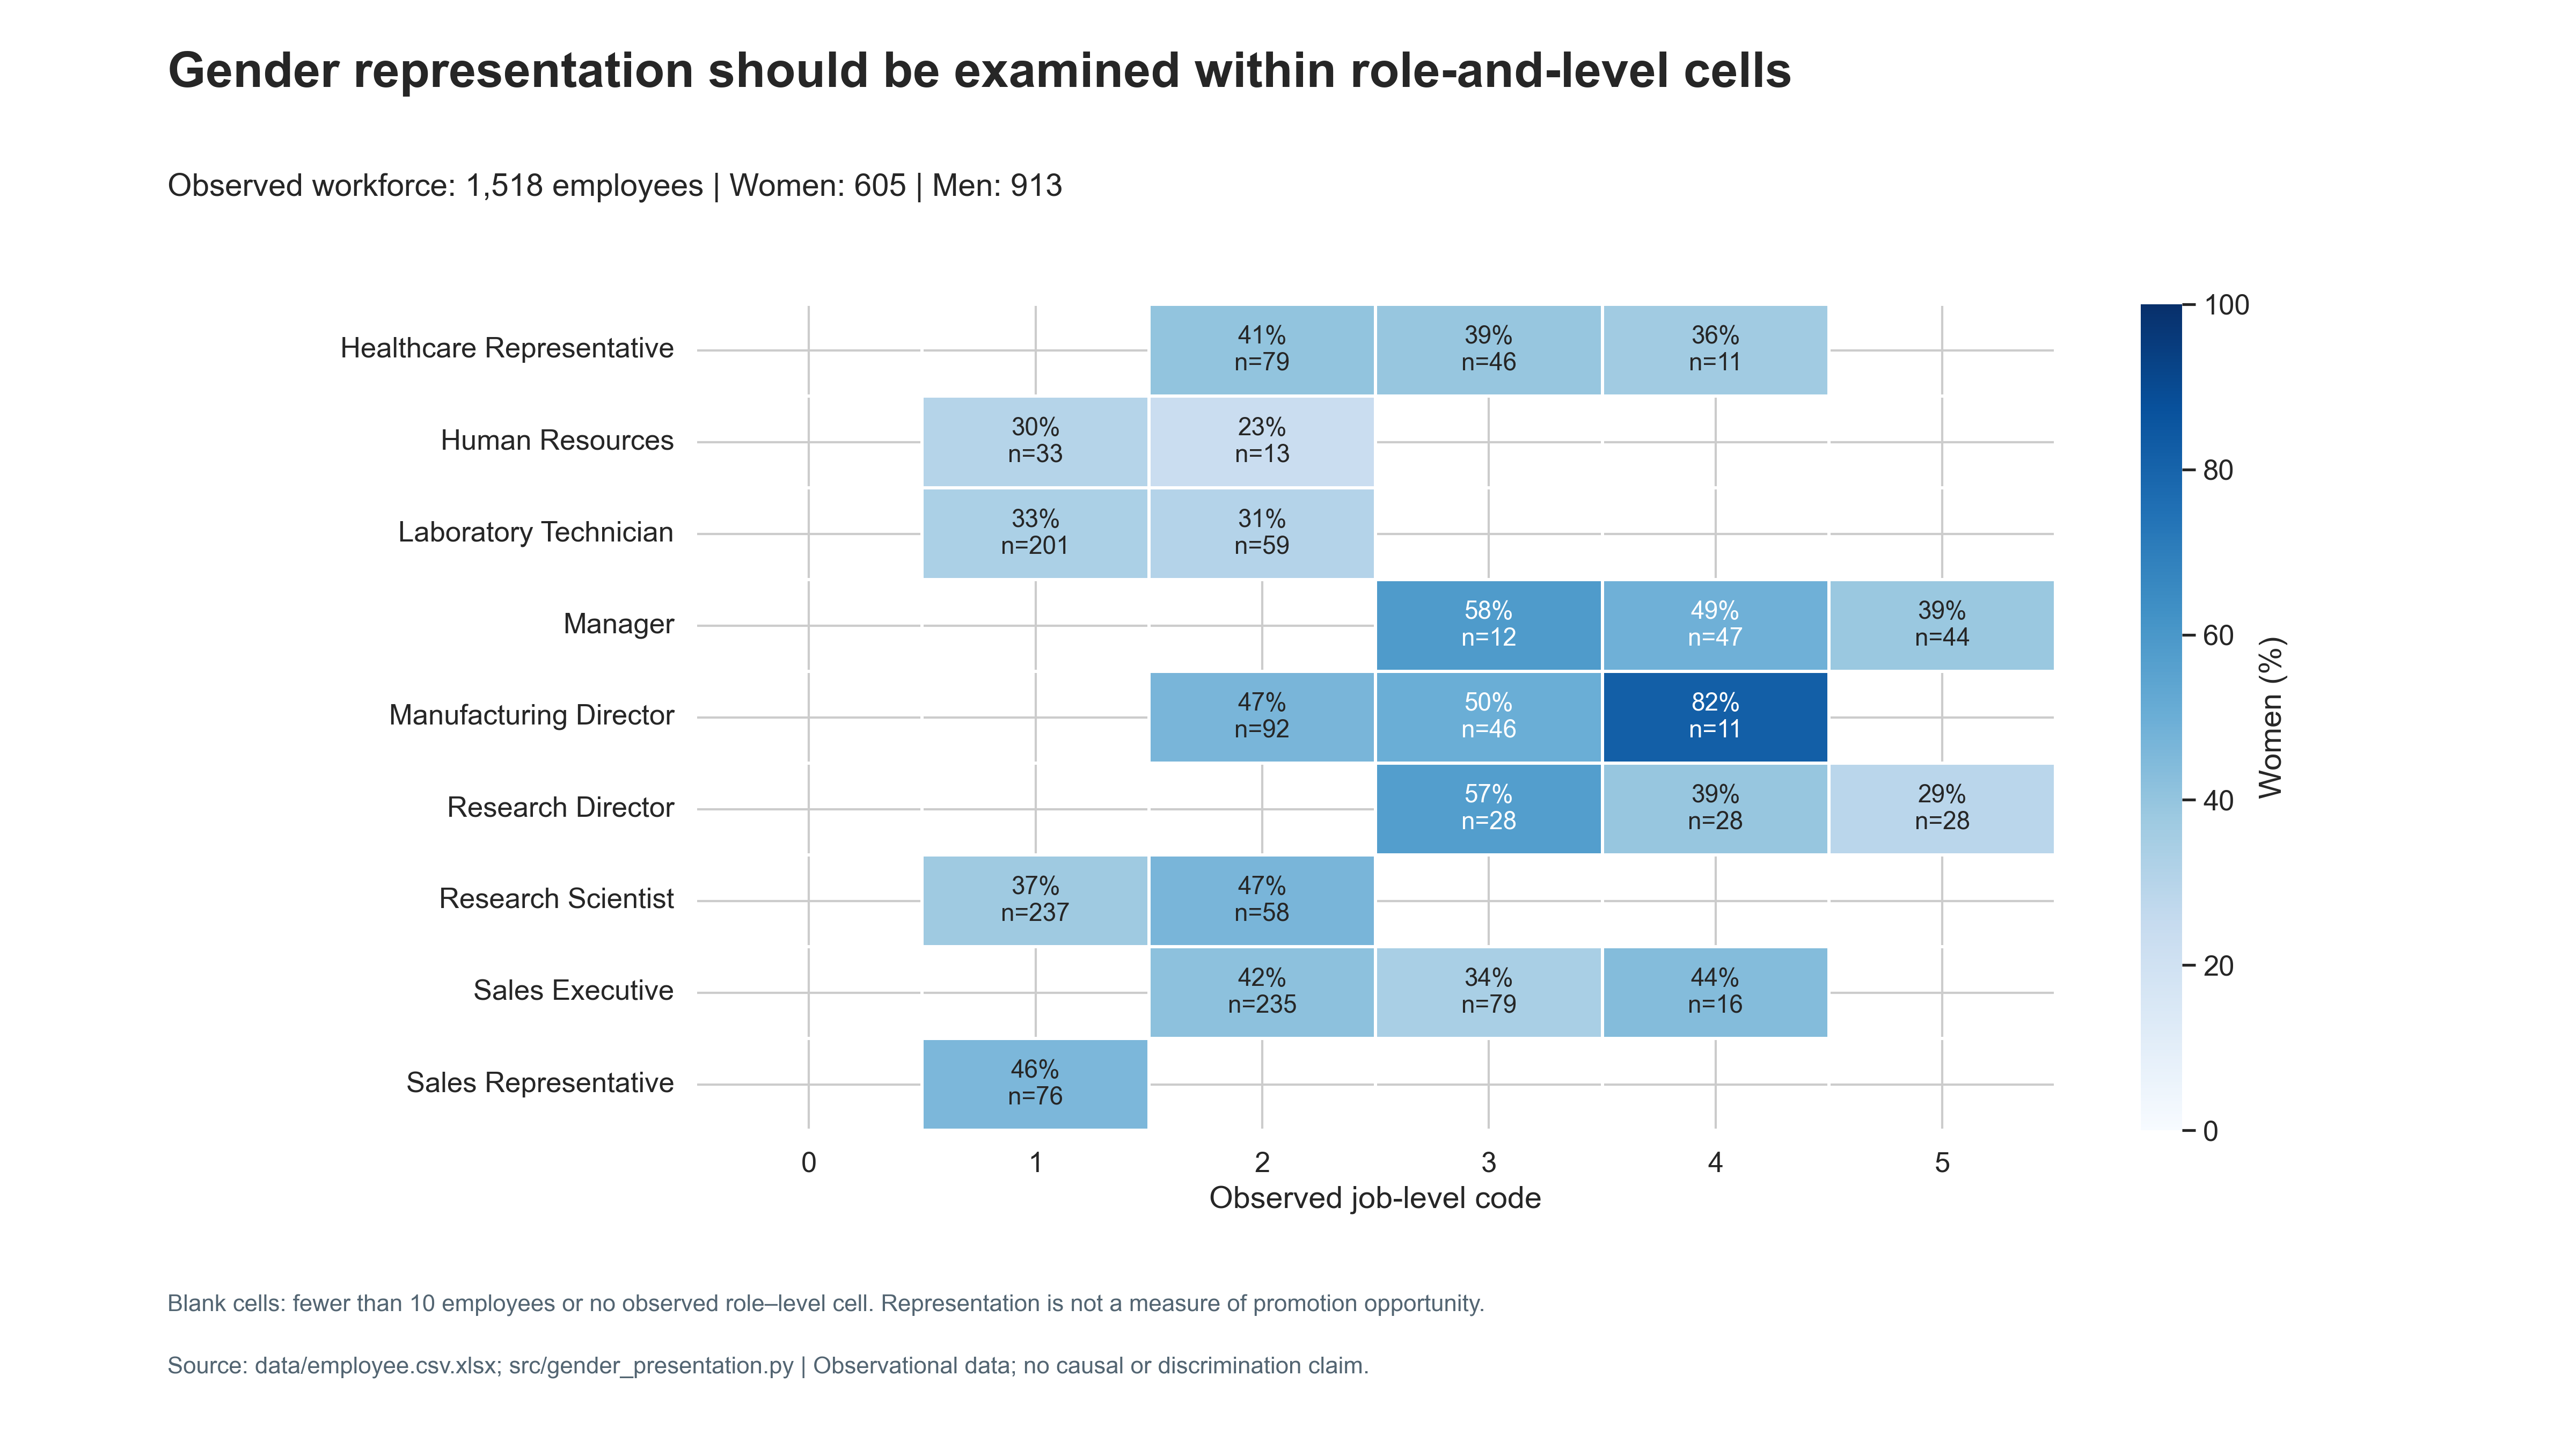 Gender representation should be examined within role-and-level cells
Observed workforce: 1,518 employees | Women: 605 | Men: 913
Healthcare Representative
41%
n=79
39%
n=46
36%
n=11
Human Resources
30%
n=33
23%
n=13
Laboratory Technician
33%
n=201
31%
n=59
Manager
58%
n=12
49%
n=47
39%
n=44
Manufacturing Director
47%
n=92
50%
n=46
82%
n=11
Research Director
57%
n=28
39%
n=28
29%
n=28
Research Scientist
37%
n=237
47%
n=58
Sales Executive
42%
n=235
34%
n=79
44%
n=16
Sales Representative
46%
n=76
0 1 2 3 4 5
Observed job-level code
100
80
60
40
20
0
Women (%)
Blank cells: fewer than 10 employees or no observed role–level cell. Representation is not a measure of promotion opportunity.
Source: data/employee.csv.xlsx; src/gender_presentation.py | Observational data; no causal or discrimination claim.